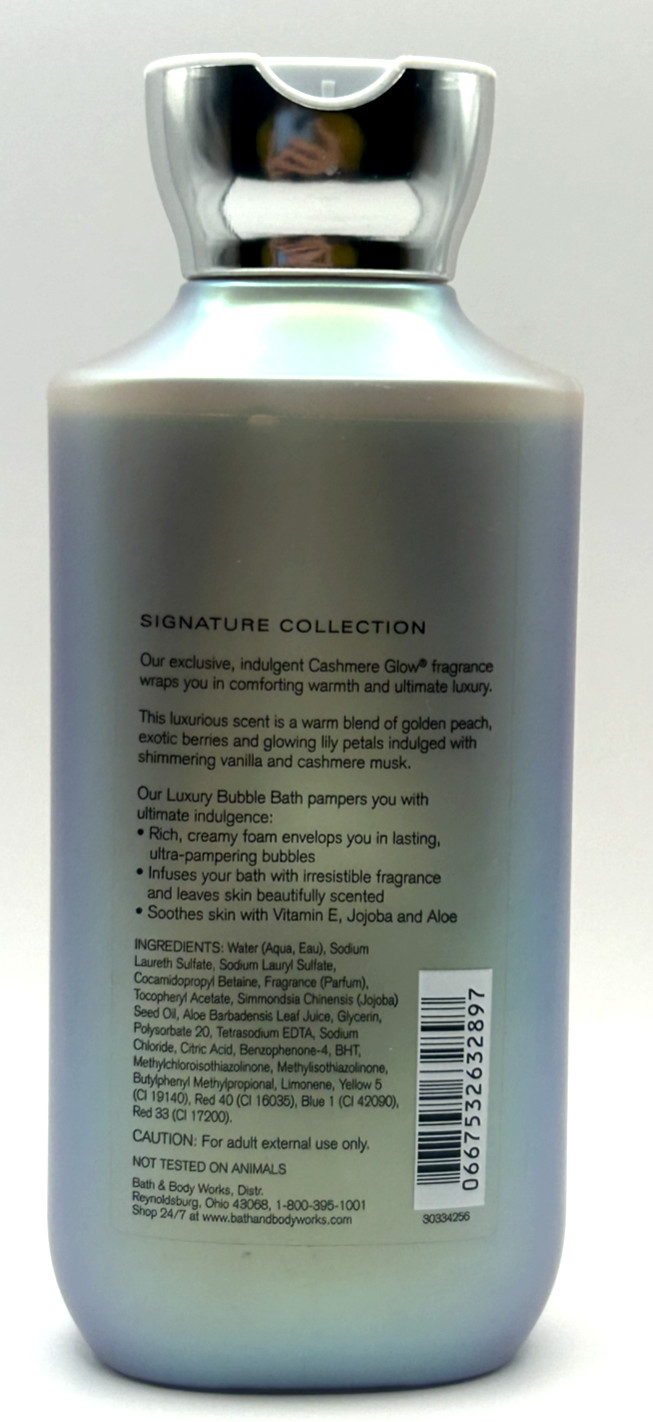 SIGNATURE COLLECTION
Our exclusive, indulgent Cashmere Glow® fragrance
wraps you in comforting warmth and ultimate luxury.
This luxurious scent is a warm blend of golden peach,
exotic berries and glowing lily petals indulged with
shimmering vanilla and cashmere musk.
Our Luxury Bubble Bath pampers you with
ultimate indulgence:
• Rich, creamy foam envelops you in lasting,
ultra-pampering bubbles
• Infuses your bath with irresistible fragrance
and leaves skin beautifully scented
• Soothes skin with Vitamin E, Jojoba and Aloe
INGREDIENTS: Water (Aqua, Eau), Sodium
Laureth Sulfate, Sodium Lauryl Sulfate,
Cocamidopropyl Betaine, Fragrance (Parfum),
Tocopheryl Acetate, Simmondsia Chinensis (Jojoba)
Seed Oil, Aloe Barbadensis Leaf Juice, Glycerin,
Polysorbate 20, Tetrasodium EDTA, Sodium
Chloride, Citric Acid, Benzophenone-4, BHT,
Methylchloroisothiazolinone, Methylisothiazolinone,
Butylphenyl Methylpropional, Limonene, Yellow 5
(CI 19140), Red 40 (CI 16035), Blue 1 (CI 42090),
Red 33 (CI 17200).
CAUTION: For adult external use only.
NOT TESTED ON ANIMALS
Bath & Body Works, Distr.
Reynoldsburg, Ohio 43068, 1-800-395-1001
Shop 24/7 at www.bathandbodyworks.com
0667532632897
30334256